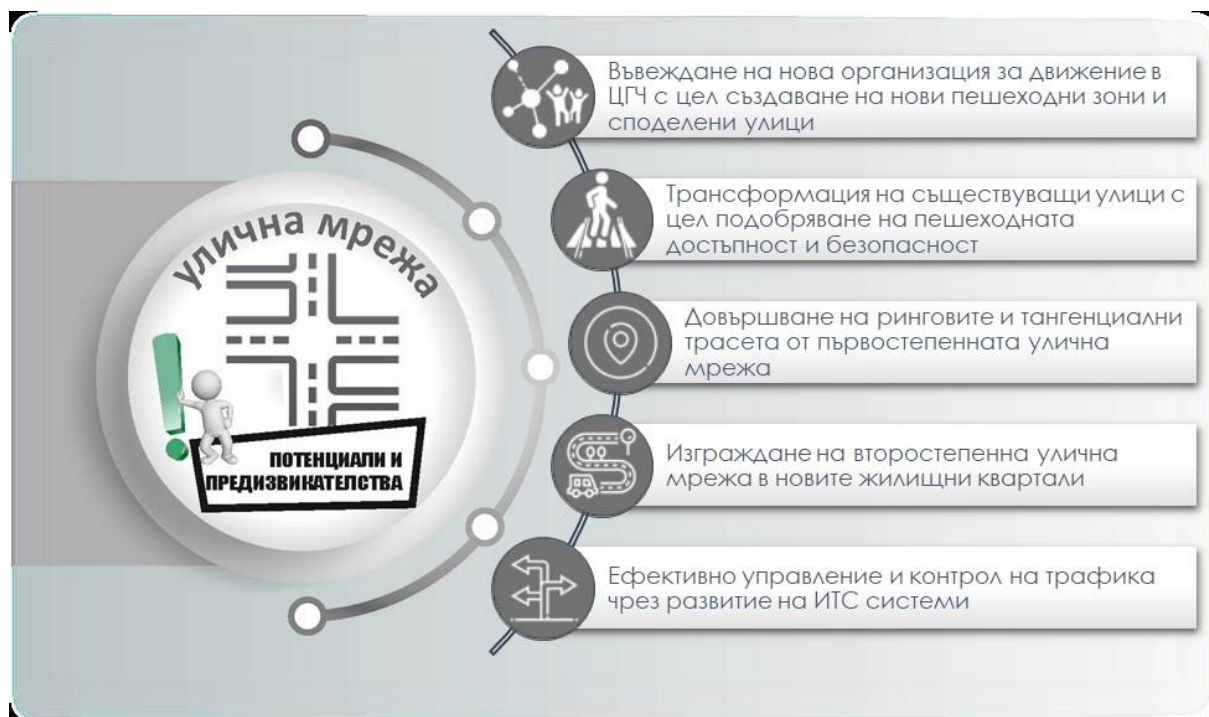 улична мрежа
ПОТЕНЦИАЛИ И
ПРЕДИЗВИКАТЕЛСТВА
Въвеждане на нова организация за движение в
ЦГЧ с цел създаване на нови пешеходни зони и
споделени улици
Трансформация на съществуващи улици с
цел подобряване на пешеходната
достъпност и безопасност
Довършване на ринговите и тангенциални
трасета от първостепенната улична
мрежа
Изграждане на второстепенна улична
мрежа в новите жилищни квартали
Ефективно управление и контрол на трафика
чрез развитие на ИТС системи